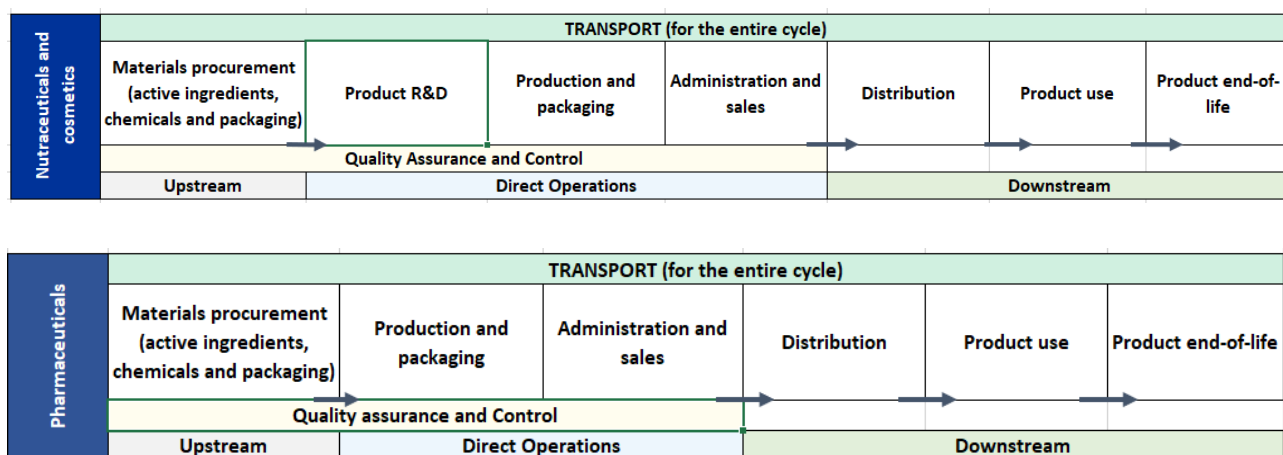 Nutraceuticals and
cosmetics
TRANSPORT (for the entire cycle)
Materials procurement
(active ingredients,
chemicals and packaging)
Product R&D
Production and
packaging
Administration and
sales
Distribution
Product use
Product end-of-
life
Quality Assurance and Control
Upstream
Direct Operations
Downstream
Pharmaceuticals
TRANSPORT (for the entire cycle)
Materials procurement
(active ingredients,
chemicals and packaging)
Production and
packaging
Administration and
sales
Distribution
Product use
Product end-of-life
Quality assurance and Control
Upstream
Direct Operations
Downstream